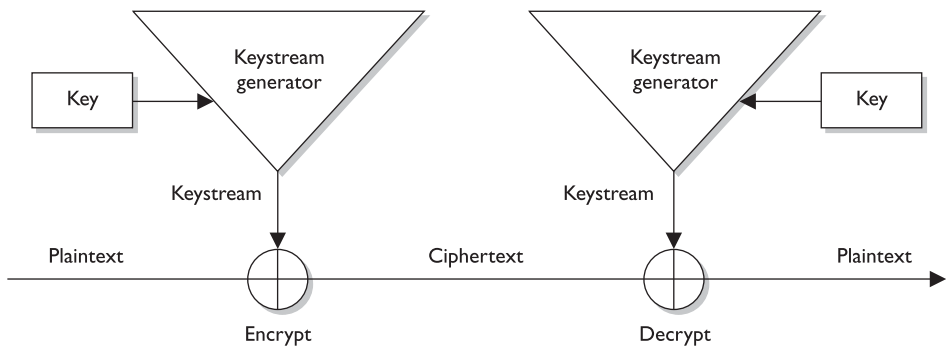 Keystream
generator
Keystream
generator
Key
Key
Keystream
Keystream
Plaintext
Ciphertext
Plaintext
Encrypt
Decrypt